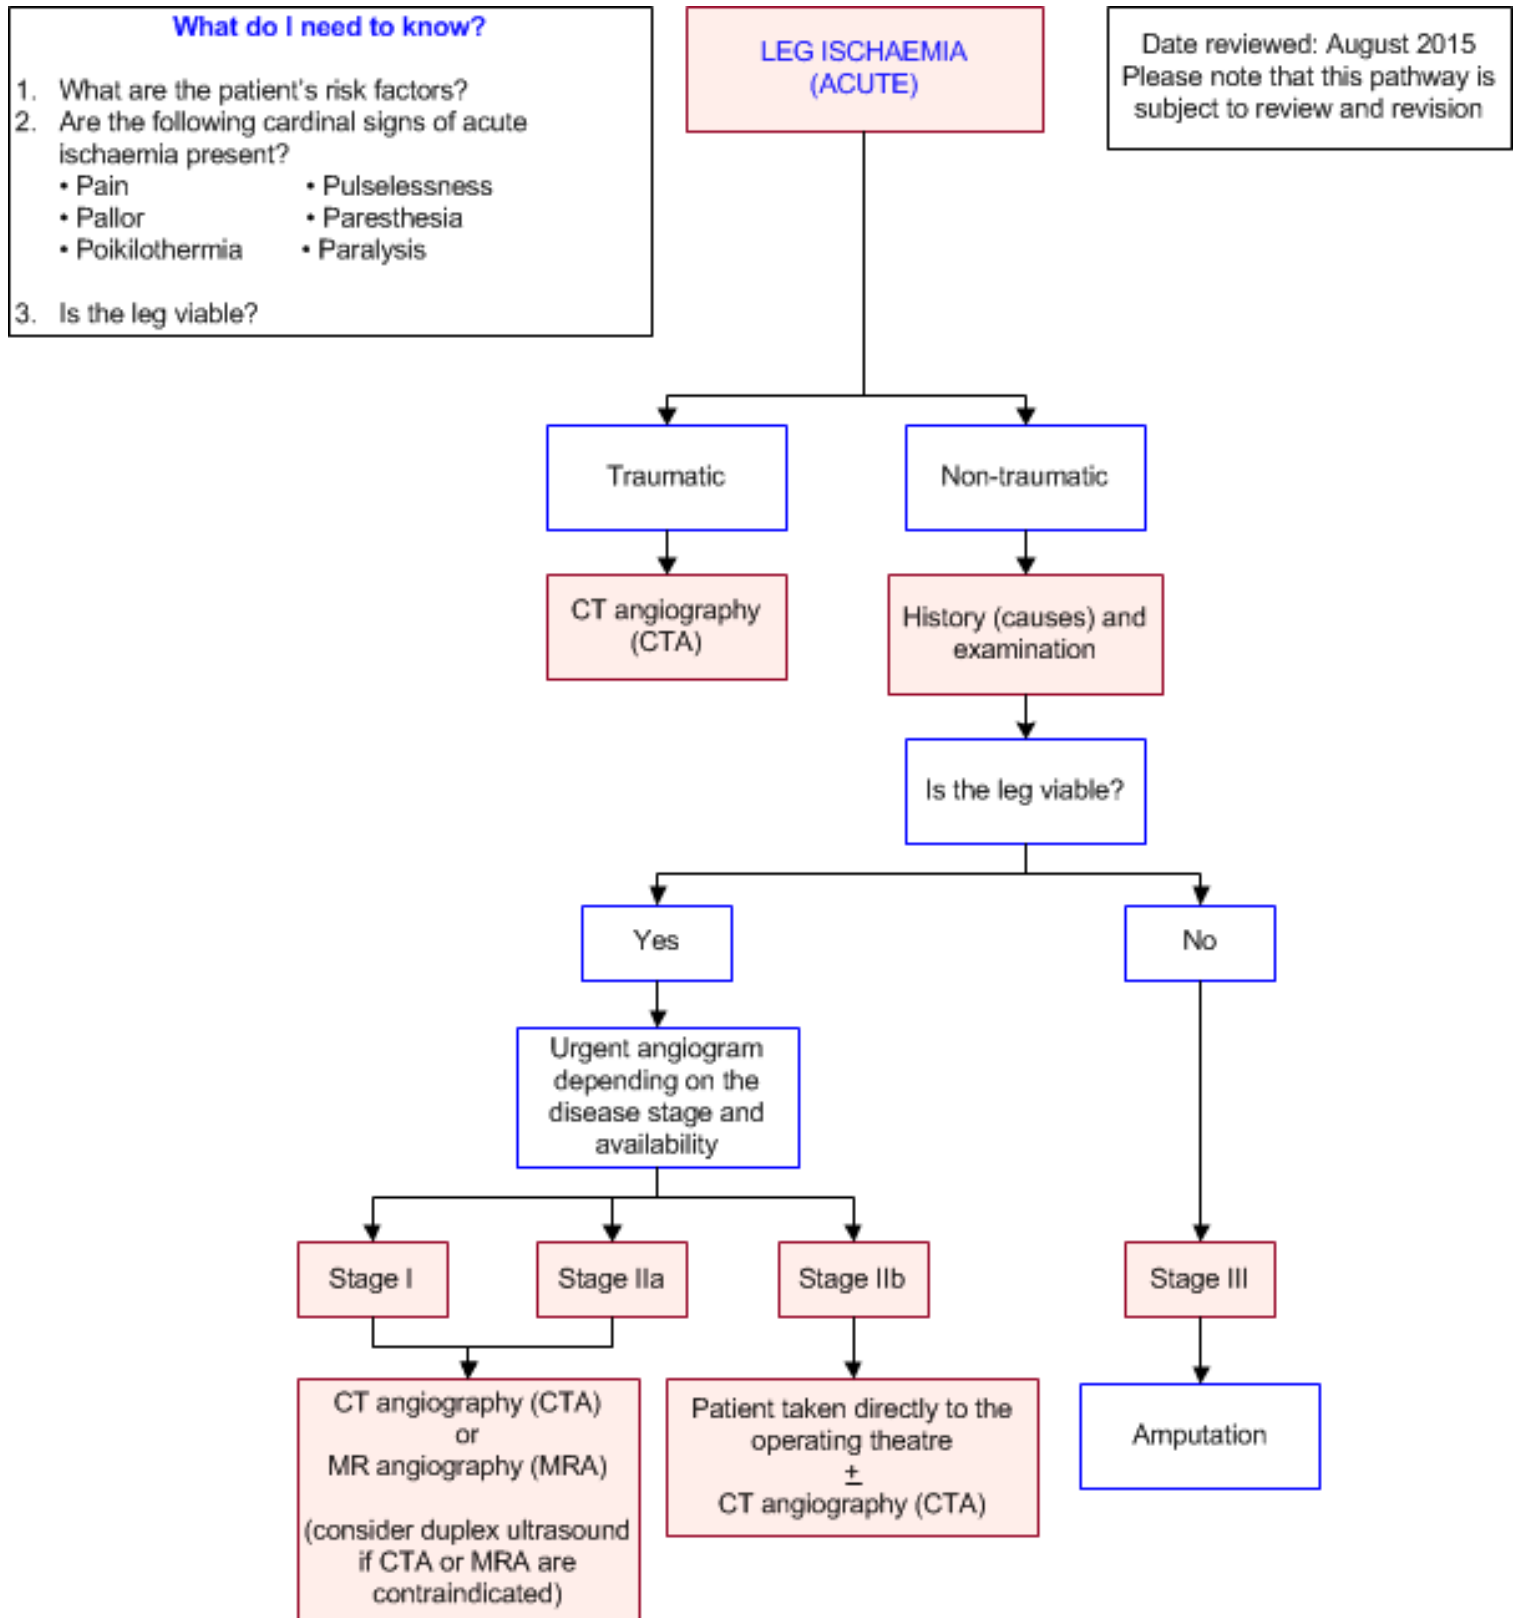 What do I need to know?
1. What are the patient's risk factors?
2. Are the following cardinal signs of acute
ischaemia present?
• Pain • Pulselessness
• Pallor • Paresthesia
• Poikilothermia • Paralysis
3. Is the leg viable?
LEG ISCHAEMIA
(ACUTE)
Date reviewed: August 2015
Please note that this pathway is
subject to review and revision
Traumatic
Non-traumatic
CT angiography
(CTA)
History (causes) and
examination
Is the leg viable?
Yes
No
Urgent angiogram
depending on the
disease stage and
availability
Stage I
Stage IIa
Stage IIb
Stage III
CT angiography (CTA)
or
MR angiography (MRA)
(consider duplex ultrasound
if CTA or MRA are
contraindicated)
Patient taken directly to the
operating theatre
±
CT angiography (CTA)
Amputation